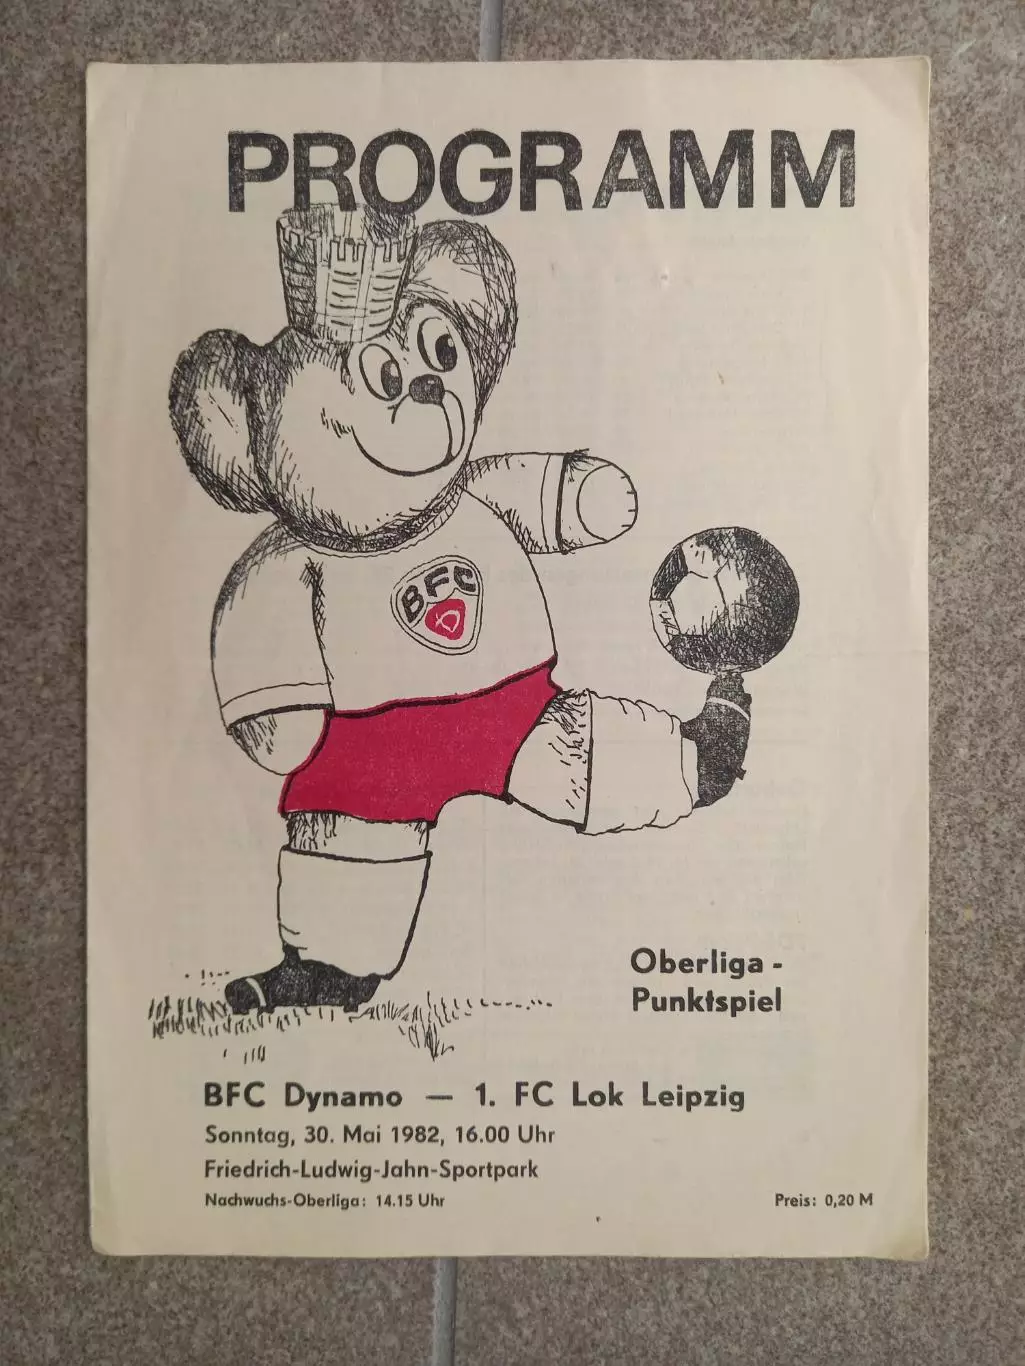 PROGRAMM
BFC
D
Oberliga -
Punktspiel
BFC Dynamo — 1. FC Lok Leipzig
Sonntag, 30. Mai 1982, 16.00 Uhr
Friedrich-Ludwig-Jahn-Sportpark
Nachwuchs-Oberliga: 14.15 Uhr
Preis: 0,20 M